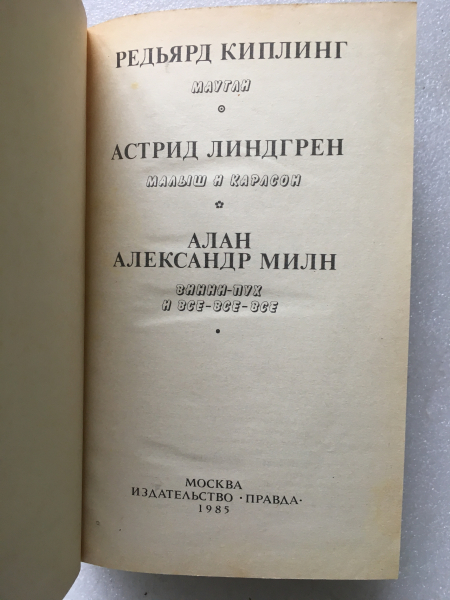 РЕДЬЯРД КИПЛИНГ
МАУГЛИ
АСТРИД ЛИНДГРЕН
МАЛЫШ И КАРЛСОН
АЛАН
АЛЕКСАНДР МИЛН
ВИННИ-ПУХ
И ВСЕ-ВСЕ-ВСЕ
МОСКВА
ИЗДАТЕЛЬСТВО ·ПРАВДА·
1985